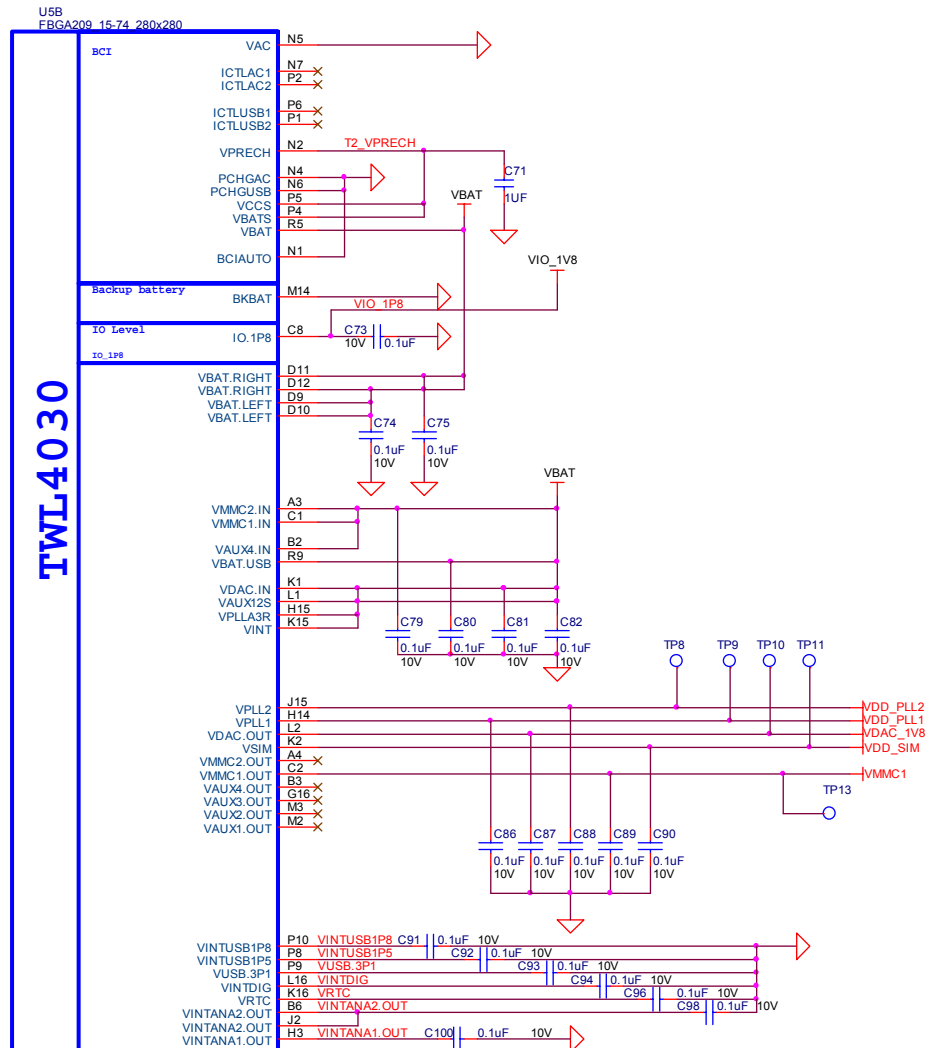 U5B
FBGA209_15-74_280x280
TWL4030
BCI
VAC N5
ICTLAC1 N7
ICTLAC2 P2
ICTLUSB1 P6
ICTLUSB2 P1
VPRECH N2 T2_VPRECH
C71
1UF
PCHGAC N4
PCHGUSB N6
VCCS P5
VBATS P4
VBAT R5
VBAT
BCIAUTO N1
VIO_1V8
Backup battery
BKBAT M14
VIO_1P8
IO Level
IO.1P8 C8
C73
10V 0.1uF
IO_1P8
VBAT.RIGHT D11
VBAT.RIGHT D12
VBAT.LEFT D9
VBAT.LEFT D10
C74 C75
0.1uF 0.1uF
10V 10V
VBAT
VMMC2.IN A3
VMMC1.IN C1
VAUX4.IN B2
VBAT.USB R9
VDAC.IN K1
VAUX12S L1
VPLLA3R H15
VINT K15
C79 C80 C81 C82
0.1uF 0.1uF 0.1uF 0.1uF
10V 10V 10V 10V
TP8 TP9 TP10 TP11
VPLL2 J15 VDD_PLL2
VPLL1 H14 VDD_PLL1
VDAC.OUT L2 VDAC_1V8
VSIM K2 VDD_SIM
VMMC2.OUT A4
VMMC1.OUT C2 VMMC1
VAUX4.OUT B3
VAUX3.OUT G16
VAUX2.OUT M3
VAUX1.OUT M2
TP13
C86 C87 C88 C89 C90
0.1uF 0.1uF 0.1uF 0.1uF 0.1uF
10V 10V 10V 10V 10V
VINTUSB1P8 P10 VINTUSB1P8 C91 0.1uF 10V
VINTUSB1P5 P8 VINTUSB1P5 C92 0.1uF 10V
VUSB.3P1 P9 VUSB.3P1 C93 0.1uF 10V
VINTDIG L16 VINTDIG C94 0.1uF 10V
VRTC K16 VRTC C96 0.1uF 10V
VINTANA2.OUT B6 VINTANA2.OUT C98 0.1uF 10V
VINTANA2.OUT J2
VINTANA1.OUT H3 VINTANA1.OUT C100 0.1uF 10V